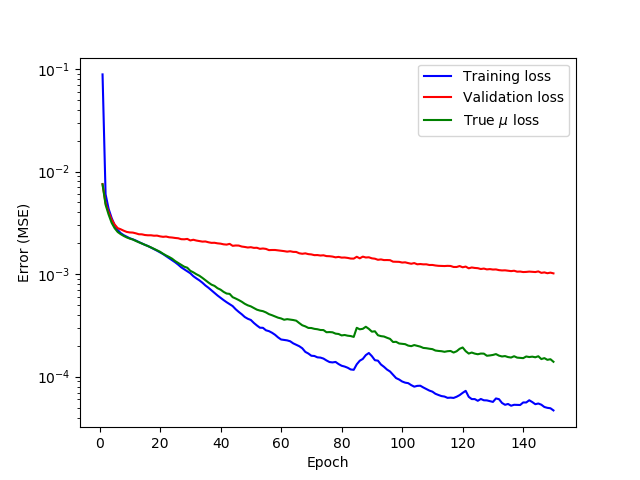 Training loss
Validation loss
True μ loss
10⁻¹
10⁻²
10⁻³
10⁻⁴
Error (MSE)
0 20 40 60 80 100 120 140
Epoch